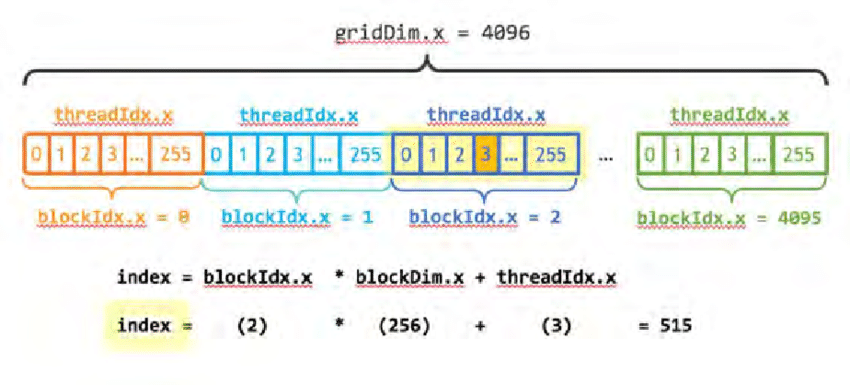 gridDim.x = 4096
threadIdx.x threadIdx.x threadIdx.x threadIdx.x
0 1 2 3 ... 255 0 1 2 3 ... 255 0 1 2 3 ... 255 ... 0 1 2 3 ... 255
blockIdx.x = 0 blockIdx.x = 1 blockIdx.x = 2 blockIdx.x = 4095
index = blockIdx.x * blockDim.x + threadIdx.x
index = (2) * (256) + (3) = 515